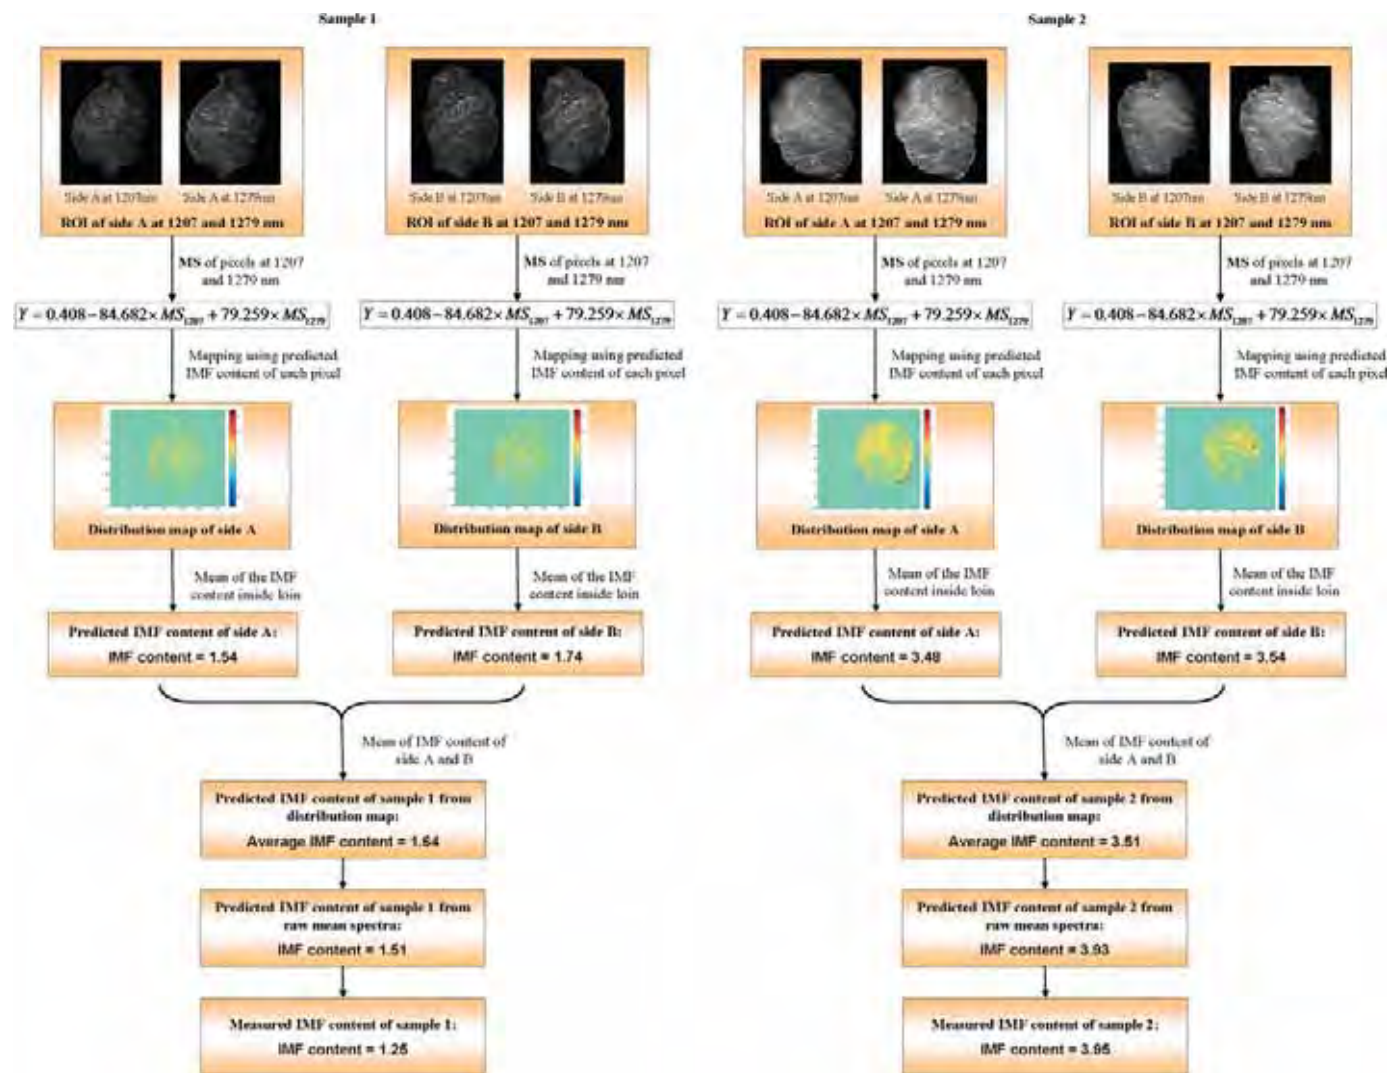 Sample 1
Side A at 1207nm
Side A at 1279nm
ROI of side A at 1207 and 1279 nm
MS of pixels at 1207
and 1279 nm
Y = 0.408−84.682×MS1207 + 79.259×MS1279
Mapping using predicted
IMF content of each pixel
Distribution map of side A
Mean of the IMF
content inside loin
Predicted IMF content of side A:
IMF content = 1.54
Side B at 1207nm
Side B at 1279nm
ROI of side B at 1207 and 1279 nm
MS of pixels at 1207
and 1279 nm
Y = 0.408−84.682×MS1207 + 79.259×MS1279
Mapping using predicted
IMF content of each pixel
Distribution map of side B
Mean of the IMF
content inside loin
Predicted IMF content of side B:
IMF content = 1.74
Mean of IMF content of
side A and B
Predicted IMF content of sample 1 from
distribution map:
Average IMF content = 1.64
Predicted IMF content of sample 1 from
raw mean spectra:
IMF content = 1.51
Measured IMF content of sample 1:
IMF content = 1.25
Sample 2
Side A at 1207nm
Side A at 1279nm
ROI of side A at 1207 and 1279 nm
MS of pixels at 1207
and 1279 nm
Y = 0.408−84.682×MS1207 + 79.259×MS1279
Mapping using predicted
IMF content of each pixel
Distribution map of side A
Mean of the IMF
content inside loin
Predicted IMF content of side A:
IMF content = 3.48
Side B at 1207nm
Side B at 1279nm
ROI of side B at 1207 and 1279 nm
MS of pixels at 1207
and 1279 nm
Y = 0.408−84.682×MS1207 + 79.259×MS1279
Mapping using predicted
IMF content of each pixel
Distribution map of side B
Mean of the IMF
content inside loin
Predicted IMF content of side B:
IMF content = 3.54
Mean of IMF content of
side A and B
Predicted IMF content of sample 2 from
distribution map:
Average IMF content = 3.51
Predicted IMF content of sample 2 from
raw mean spectra:
IMF content = 3.93
Measured IMF content of sample 2:
IMF content = 3.95